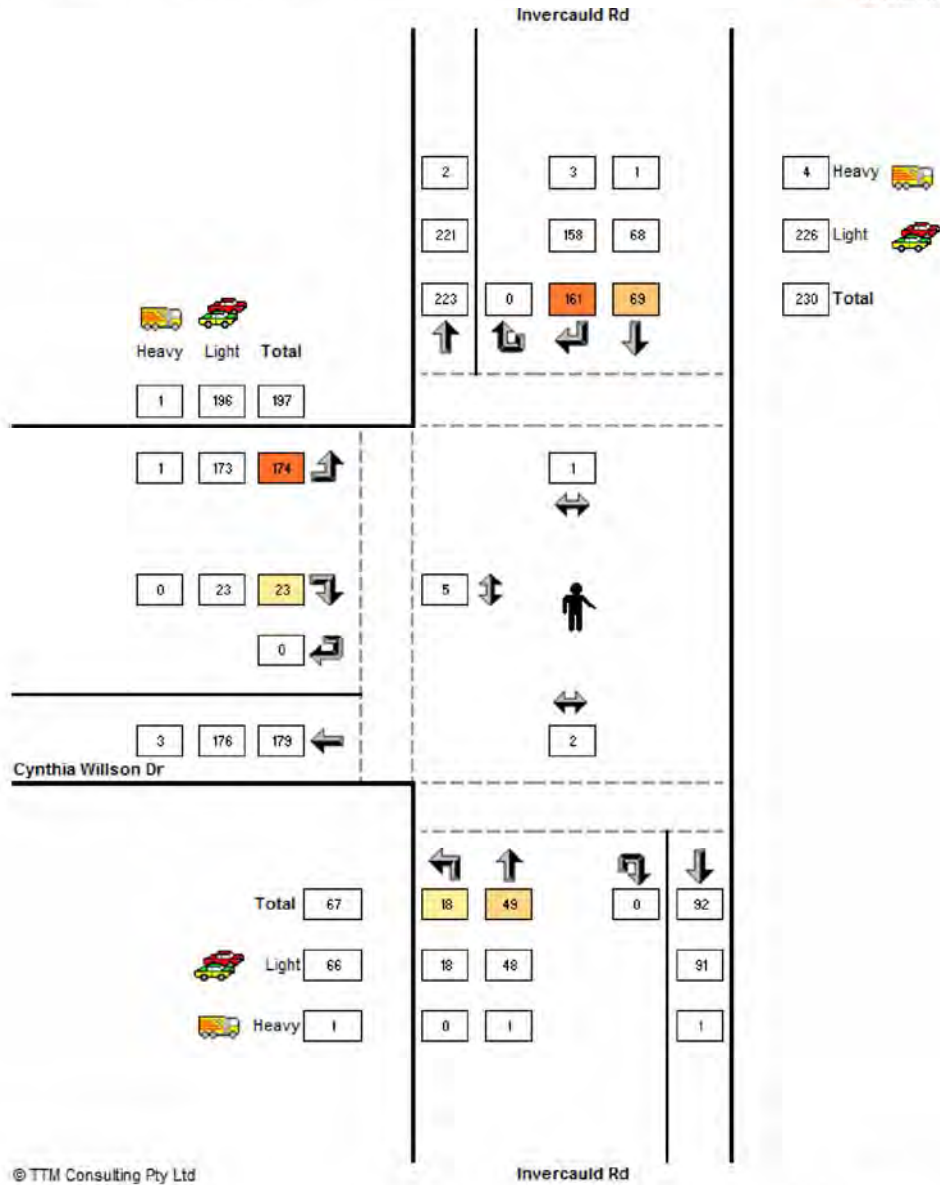 Invercauld Rd
2 3 1 4 Heavy
221 158 68 226 Light
223 0 161 69 230 Total
Heavy Light Total
1 196 197
1 173 174 1
0 23 23 5
0
3 176 179 2
Cynthia Willson Dr
Total 67 18 49 0 92
Light 66 18 48 91
Heavy 1 0 1 1
© TTM Consulting Pty Ltd Invercauld Rd